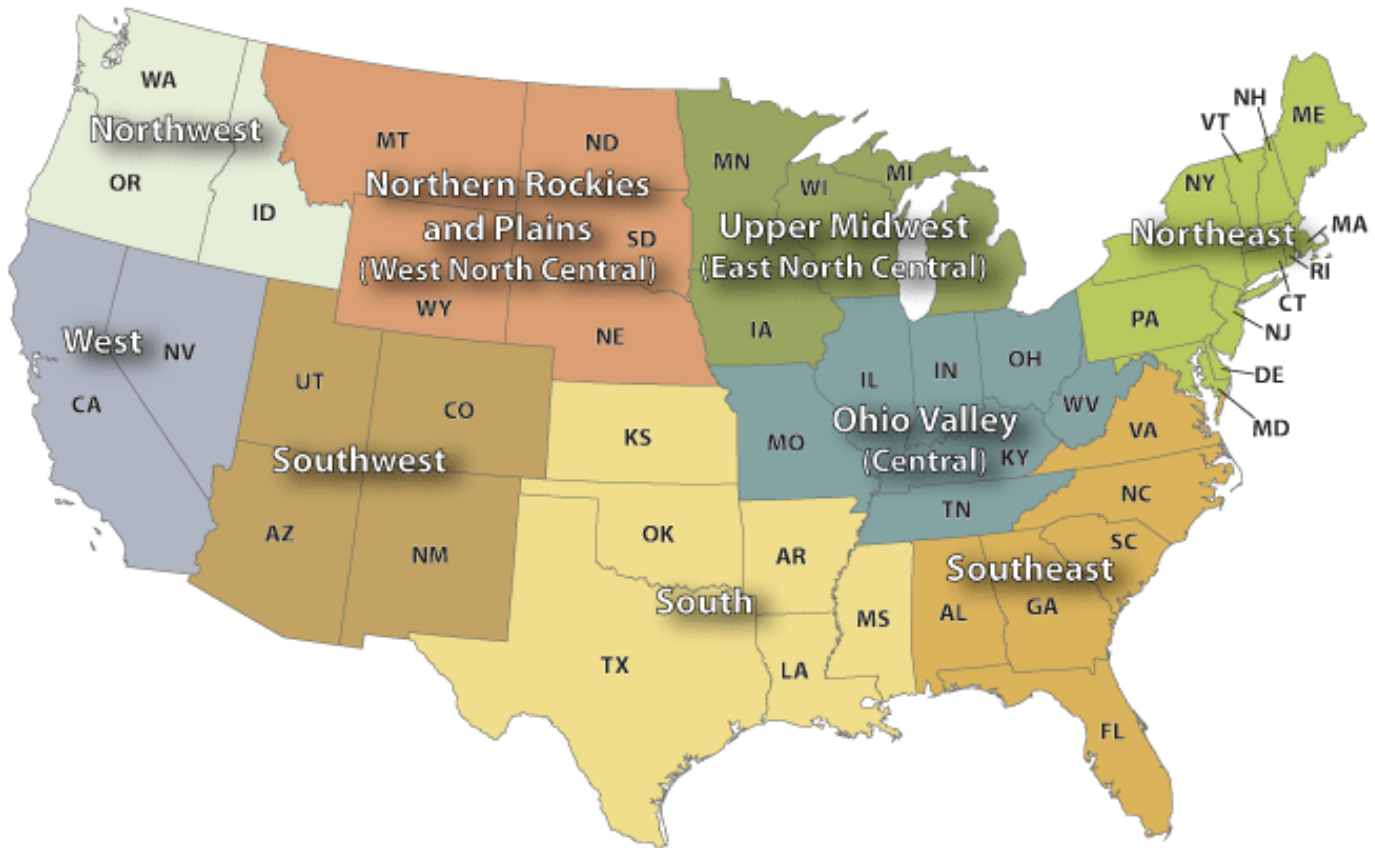 WA
Northwest
OR
ID
MT
ND
Northern Rockies
and Plains
(West North Central)
SD
WY
NE
MN
WI
MI
Upper Midwest
(East North Central)
IA
NH
VT
ME
NY
Northeast
MA
RI
CT
PA
NJ
DE
MD
West
NV
CA
UT
CO
Southwest
AZ
NM
KS
OK
AR
South
TX
LA
MS
IL
IN
OH
WV
Ohio Valley
(Central)
MO
KY
TN
VA
NC
SC
Southeast
AL
GA
FL